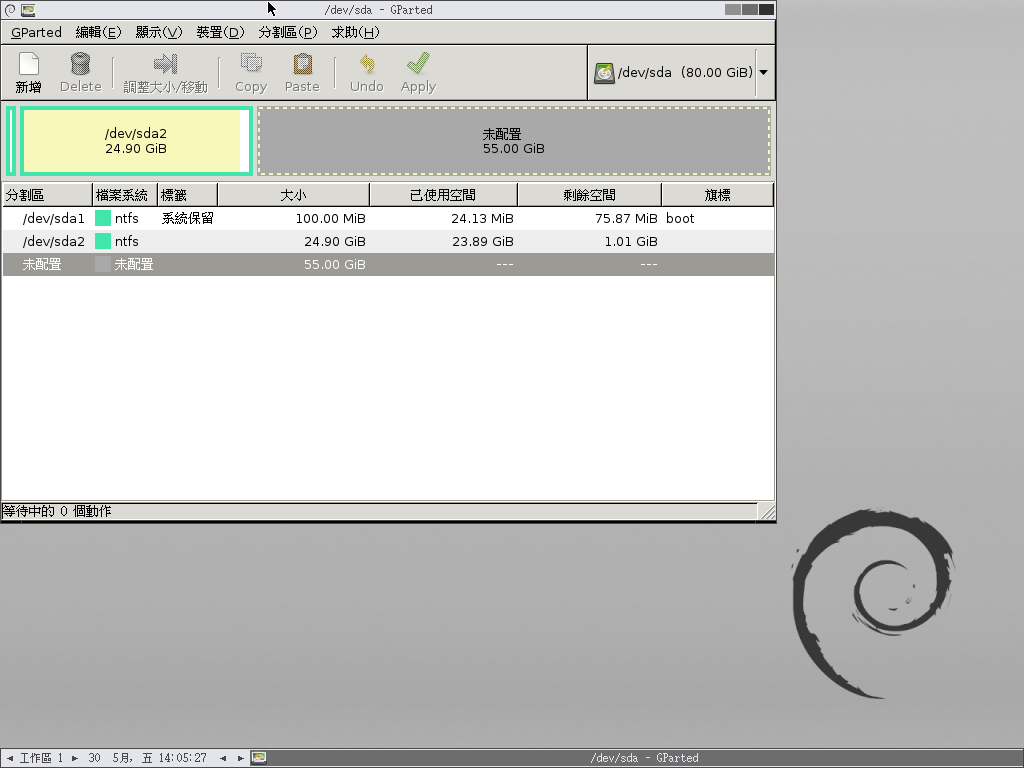 /dev/sda - GParted
GParted 編輯(E) 顯示(V) 裝置(D) 分割區(P) 求助(H)
新增 Delete 調整大小/移動 Copy Paste Undo Apply /dev/sda (80.00 GiB)
/dev/sda2
24.90 GiB
未配置
55.00 GiB
分割區 檔案系統 標籤 大小 已使用空間 剩餘空間 旗標
/dev/sda1 ntfs 系統保留 100.00 MiB 24.13 MiB 75.87 MiB boot
/dev/sda2 ntfs 24.90 GiB 23.89 GiB 1.01 GiB
未配置 未配置 55.00 GiB --- ---
等待中的 0 個動作
工作區 1 30 5月, 五 14:05:27 /dev/sda - GParted